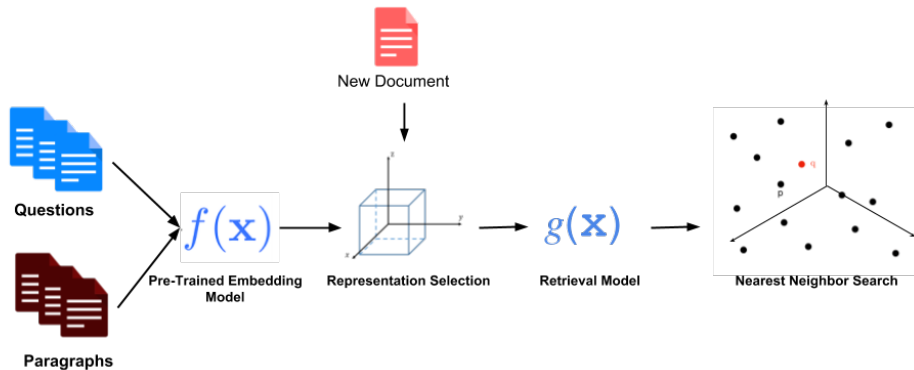 New Document
Questions
Paragraphs
f(x)
Pre-Trained Embedding
Model
z
y
x
Representation Selection
g(x)
Retrieval Model
q
p
Nearest Neighbor Search